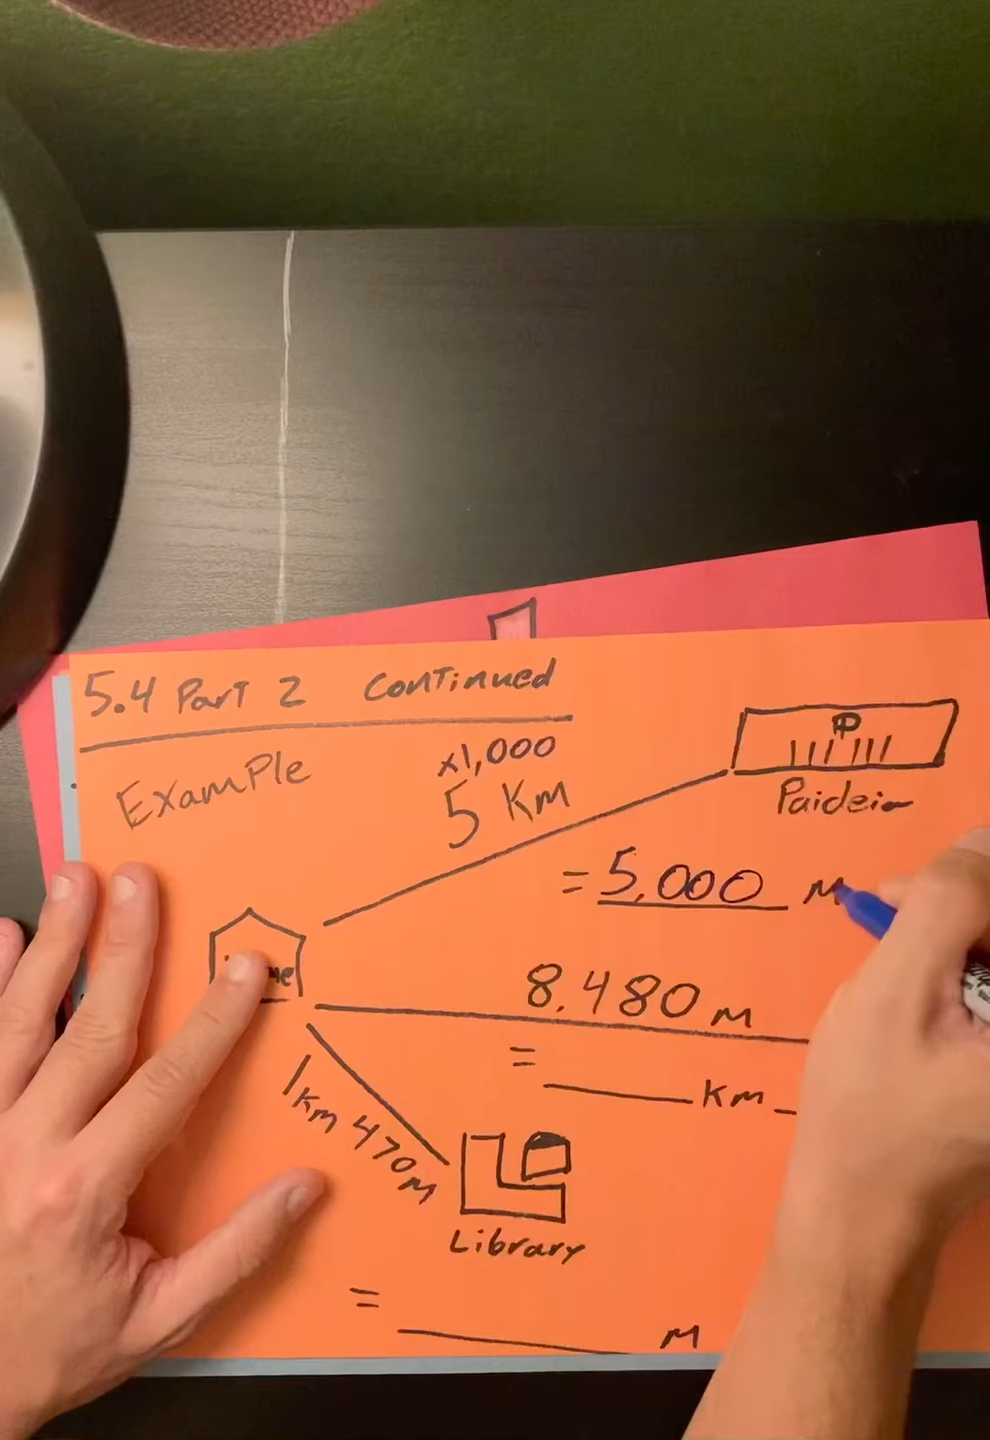 5.4 Part 2 Continued
Example
x1,000
5 Km
P
Paideia
= 5,000 M
8,480 M
= ____ Km _
1 Km 470 M
Library
= ____ M